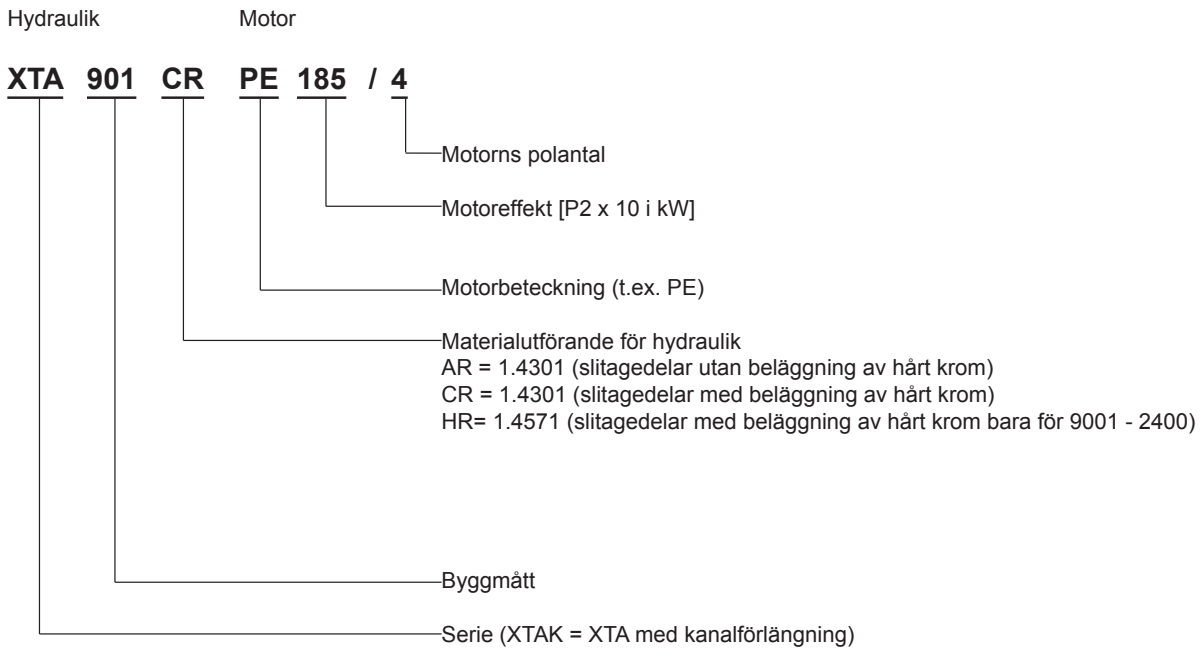 Hydraulik Motor
XTA 901 CR PE 185 / 4
Motorns polantal
Motoreffekt [P2 x 10 i kW]
Motorbeteckning (t.ex. PE)
Materialutförande för hydraulik
AR = 1.4301 (slitagedelar utan beläggning av hårt krom)
CR = 1.4301 (slitagedelar med beläggning av hårt krom)
HR= 1.4571 (slitagedelar med beläggning av hårt krom bara för 9001 - 2400)
Byggmått
Serie (XTAK = XTA med kanalförlängning)